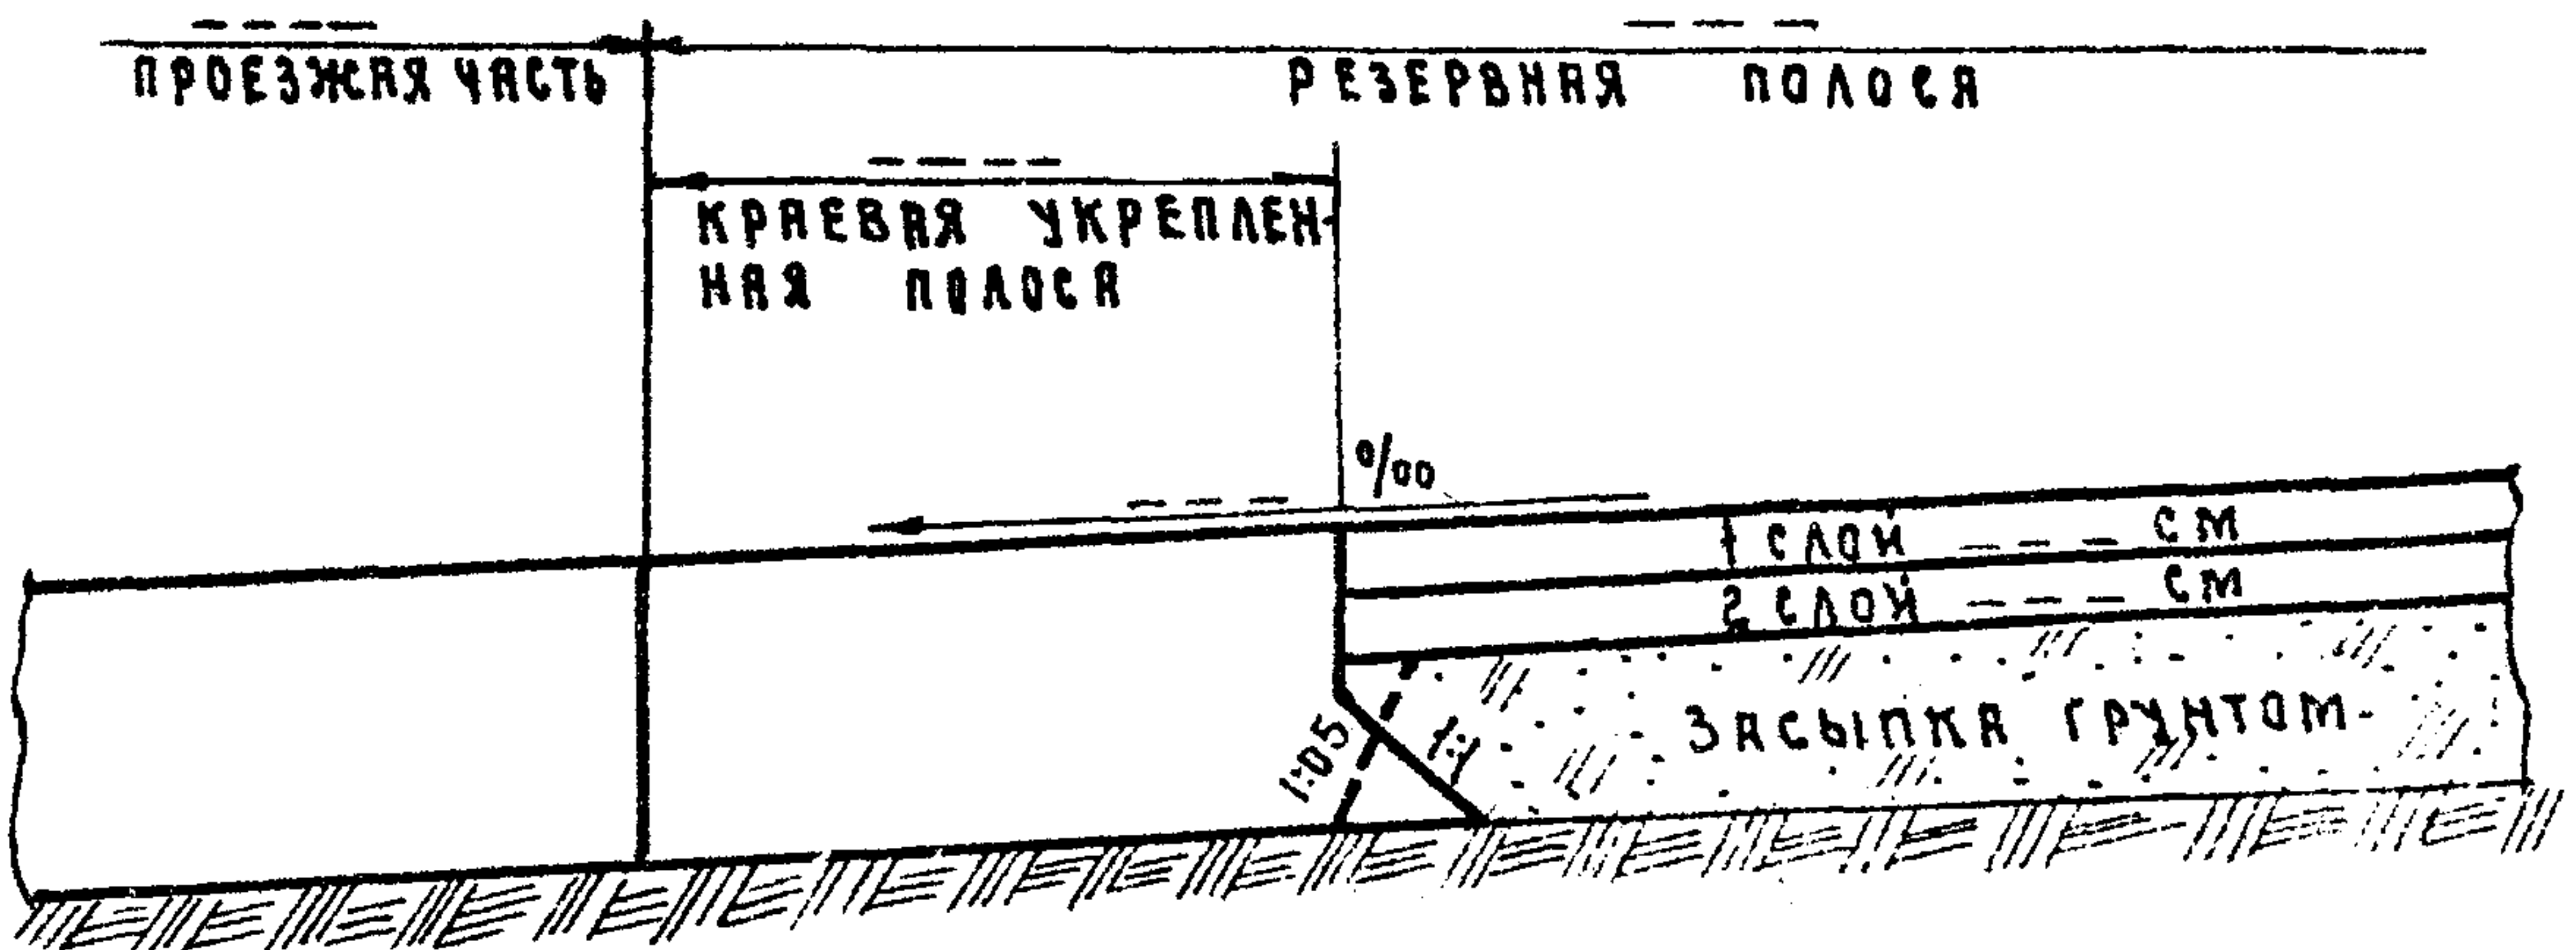 ПРОЕЗЖАЯ ЧАСТЬ
РЕЗЕРВНАЯ ПОЛОСА
КРАЕВАЯ УКРЕПЛЕН-
НАЯ ПОЛОСА
--- ‰
1 СЛОЙ --- СМ
2 СЛОЙ --- СМ
ЗАСЫПКА ГРУНТОМ
1:05
1:1